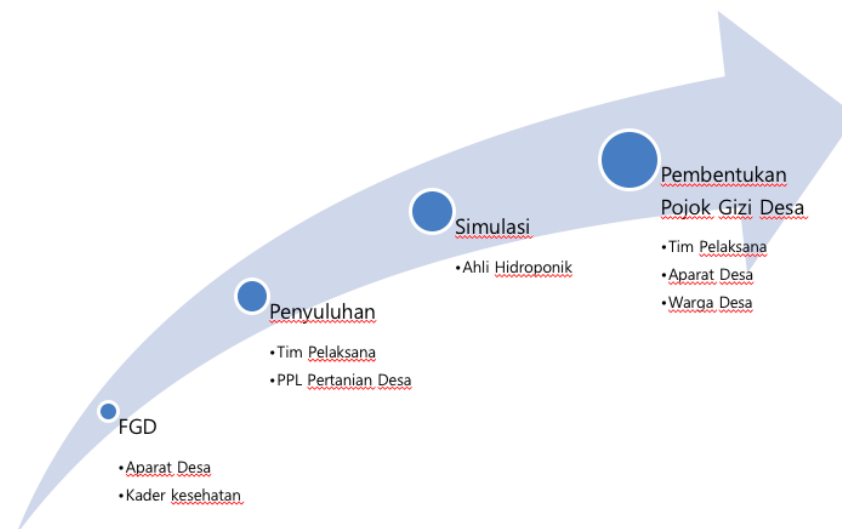 FGD
•Aparat Desa
•Kader kesehatan
Penyuluhan
•Tim Pelaksana
•PPL Pertanian Desa
Simulasi
•Ahli Hidroponik
Pembentukan
Pojok Gizi Desa
•Tim Pelaksana
•Aparat Desa
•Warga Desa